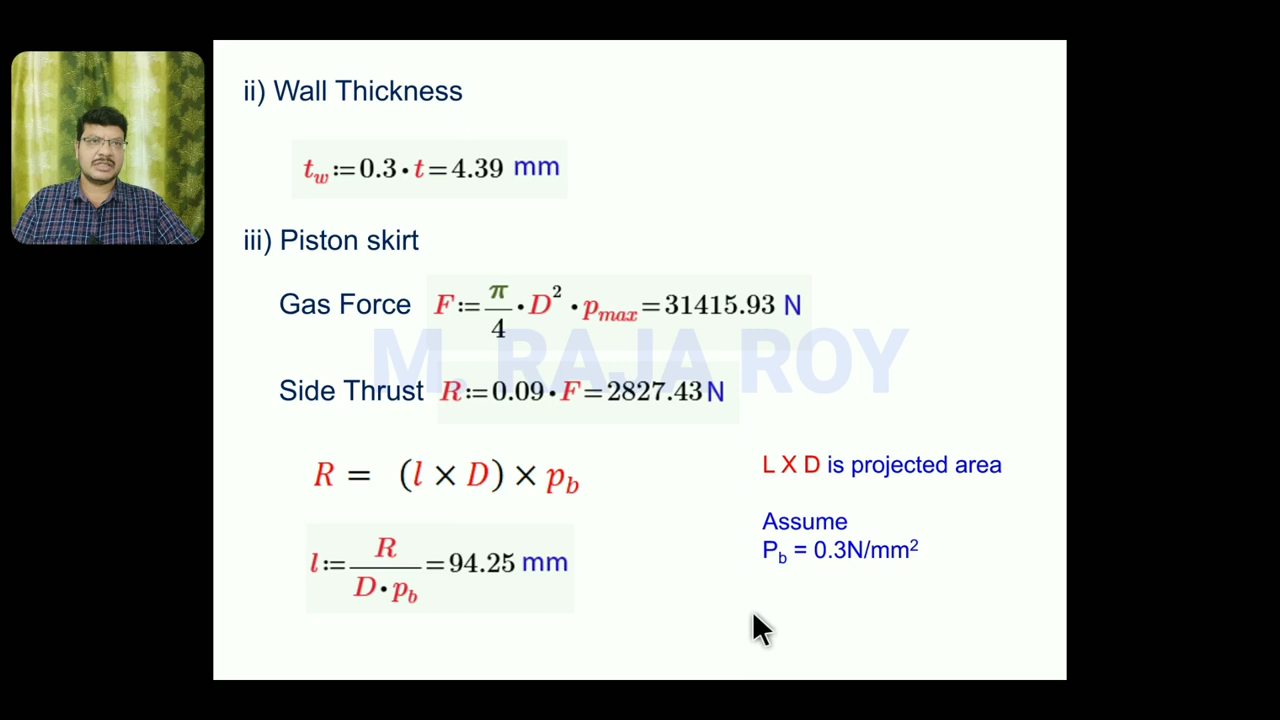 ii) Wall Thickness
t_w:=0.3·t=4.39 mm
iii) Piston skirt
Gas Force F:=π/4·D²·p_max=31415.93 N
M. RAJA ROY
Side Thrust R:=0.09·F=2827.43 N
R = (l × D) × p_b
L X D is projected area
Assume
P_b = 0.3N/mm²
l:=R/(D·p_b)=94.25 mm